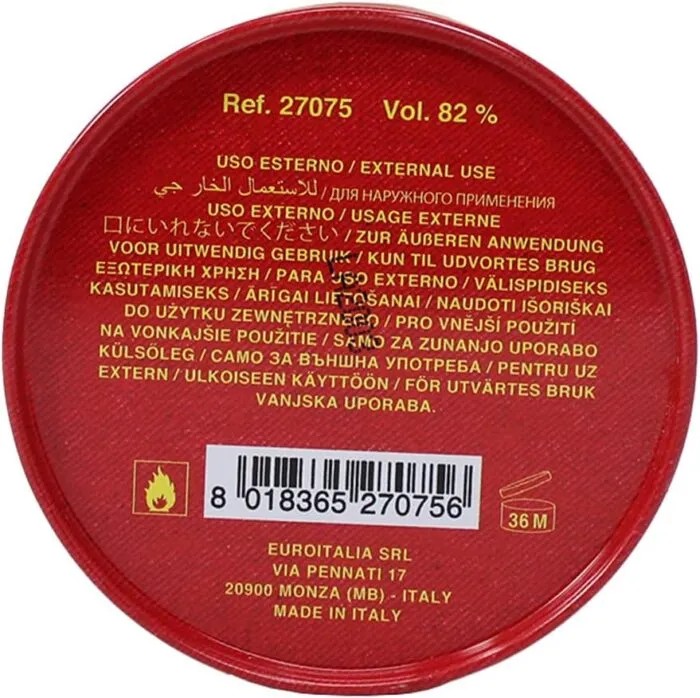 Ref. 27075 Vol. 82 %
USO ESTERNO / EXTERNAL USE
للاستعمال الخارجي / ДЛЯ НАРУЖНОГО ПРИМЕНЕНИЯ
USO EXTERNO / USAGE EXTERNE
口にいれないでください / ZUR ÄUßEREN ANWENDUNG
VOOR UITWENDIG GEBRUIK / KUN TIL UDVORTES BRUG
ΕΞΩΤΕΡΙΚΗ ΧΡΗΣΗ / PARA USO EXTERNO / VÄLISPIDISEKS
KASUTAMISEKS / ĀRĪGAI LIETOŠANAI / NAUDOTI IŠORIŠKAI
DO UŻYTKU ZEWNĘTRZNEGO / PRO VNĚJŠÍ POUŽITÍ
NA VONKAJŠIE POUŽITIE / SAMO ZA ZUNANJO UPORABO
KÜLSÖLEG / САМО ЗА ВЪНШНА УПОТРЕБА / PENTRU UZ
EXTERN / ULKOISEEN KÄYTTÖÖN / FÖR UTVÄRTES BRUK
VANJSKA UPORABA.
8 018365 270756
36 M
EUROITALIA SRL
VIA PENNATI 17
20900 MONZA (MB) - ITALY
MADE IN ITALY